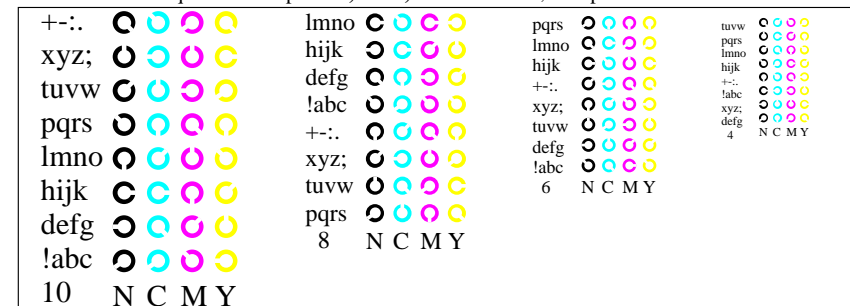 +-:.
xyz;
tuvw
pqrs
lmno
hijk
defg
!abc
10 N C M Y
lmno
hijk
defg
!abc
+-:.
xyz;
tuvw
pqrs
8 N C M Y
pqrs
lmno
hijk
+-:.
xyz;
tuvw
defg
!abc
6 N C M Y
tuvw
pqrs
lmno
hijk
+-:.
!abc
xyz;
defg
4 N C M Y